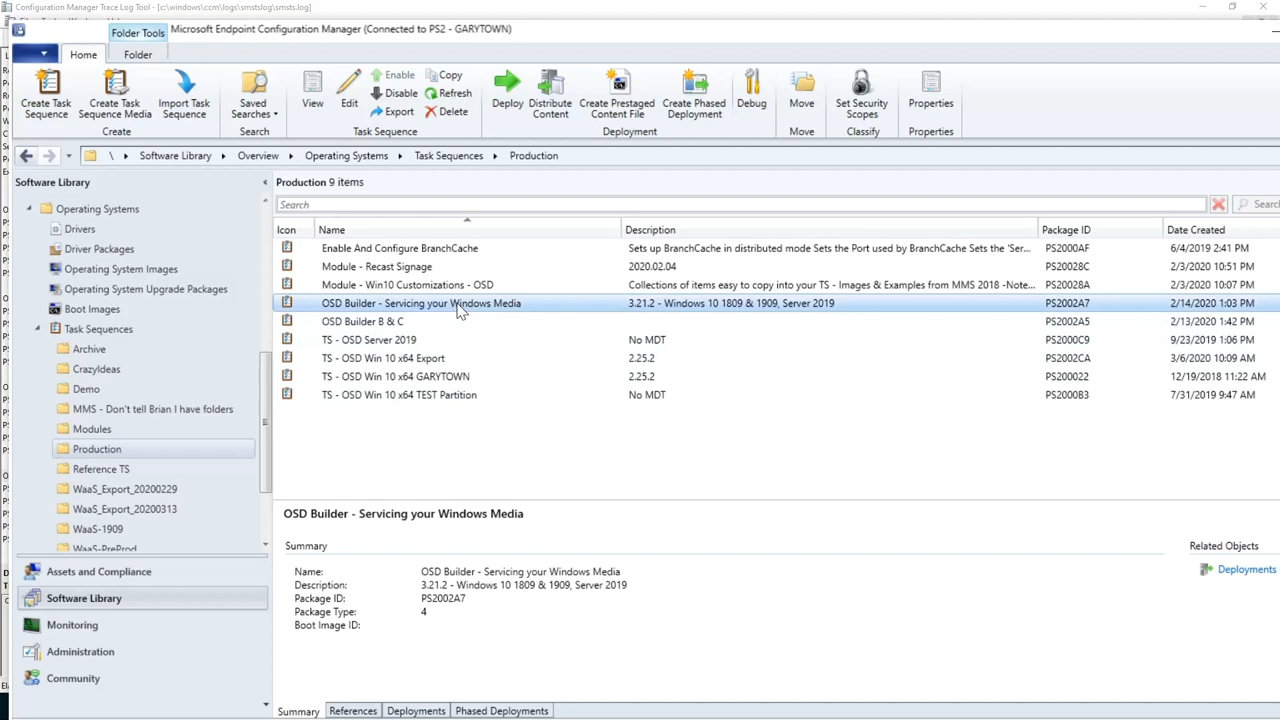 Configuration Manager Trace Log Tool - [c:\windows\ccm\logs\smstslog\smsts.log]
Folder Tools
Microsoft Endpoint Configuration Manager (Connected to PS2 - GARYTOWN)
Home
Folder
Create Task Sequence
Create Task Sequence Media
Import Task Sequence
Create
Saved Searches
Search
View
Edit
Enable
Disable
Export
Copy
Refresh
Delete
Task Sequence
Deploy
Distribute Content
Create Prestaged Content File
Create Phased Deployment
Debug
Deployment
Move
Move
Set Security Scopes
Classify
Properties
Properties
\ Software Library Overview Operating Systems Task Sequences Production
Software Library
Operating Systems
Drivers
Driver Packages
Operating System Images
Operating System Upgrade Packages
Boot Images
Task Sequences
Archive
CrazyIdeas
Demo
MMS - Don't tell Brian I have folders
Modules
Production
Reference TS
WaaS_Export_20200229
WaaS_Export_20200313
WaaS-1909
WaaS-PreProd
Assets and Compliance
Software Library
Monitoring
Administration
Community
Production 9 items
Search
Search
Icon Name Description Package ID Date Created
Enable And Configure BranchCache Sets up BranchCache in distributed mode Sets the Port used by BranchCache Sets the 'Ser... PS2000AF 6/4/2019 2:41 PM
Module - Recast Signage 2020.02.04 PS20028C 2/3/2020 10:51 PM
Module - Win10 Customizations - OSD Collections of items easy to copy into your TS - Images & Examples from MMS 2018 -Note... PS20028A 2/3/2020 10:07 PM
OSD Builder - Servicing your Windows Media 3.21.2 - Windows 10 1809 & 1909, Server 2019 PS2002A7 2/14/2020 1:03 PM
OSD Builder B & C PS2002A5 2/13/2020 1:42 PM
TS - OSD Server 2019 No MDT PS2000C9 9/23/2019 1:06 PM
TS - OSD Win 10 x64 Export 2.25.2 PS2002CA 3/6/2020 10:09 AM
TS - OSD Win 10 x64 GARYTOWN 2.25.2 PS200022 12/19/2018 11:22 AM
TS - OSD Win 10 x64 TEST Partition No MDT PS2000B3 7/31/2019 9:47 AM
OSD Builder - Servicing your Windows Media
Summary
Name: OSD Builder - Servicing your Windows Media
Description: 3.21.2 - Windows 10 1809 & 1909, Server 2019
Package ID: PS2002A7
Package Type: 4
Boot Image ID:
Related Objects
Deployments
Summary References Deployments Phased Deployments